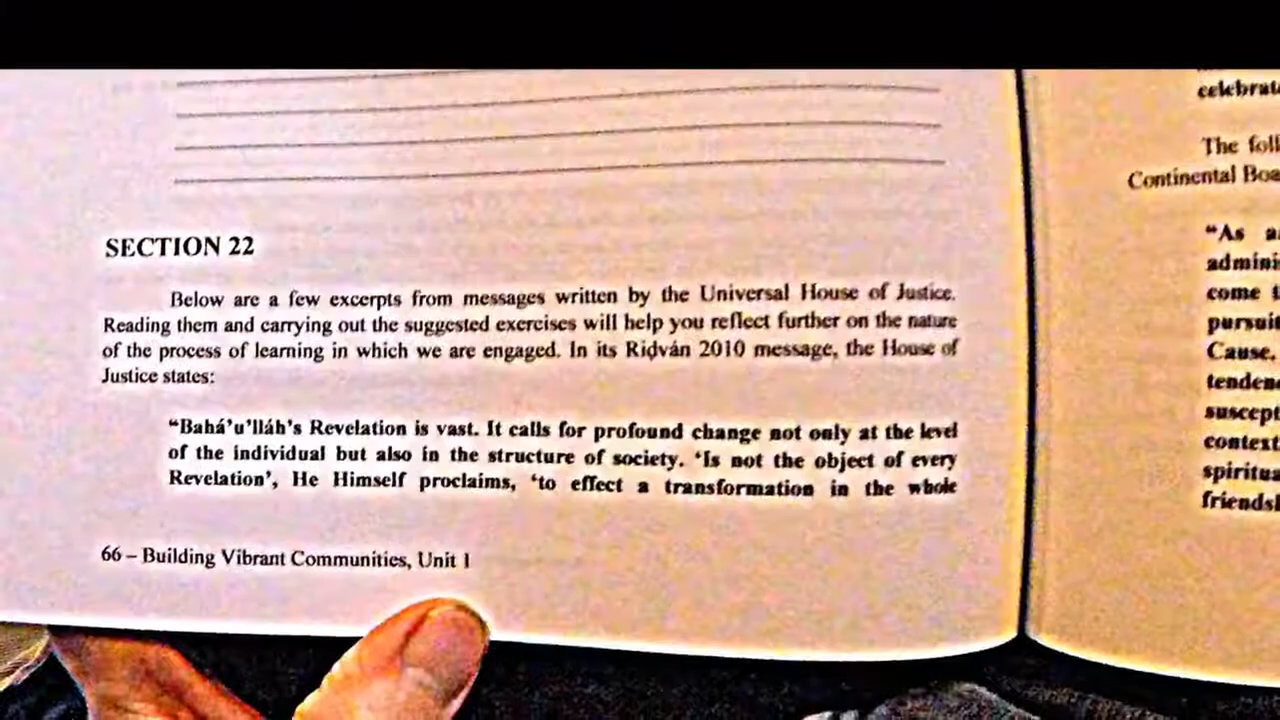 SECTION 22
Below are a few excerpts from messages written by the Universal House of Justice.
Reading them and carrying out the suggested exercises will help you reflect further on the nature
of the process of learning in which we are engaged. In its Riḍván 2010 message, the House of
Justice states:
“Bahá’u’lláh’s Revelation is vast. It calls for profound change not only at the level
of the individual but also in the structure of society. ‘Is not the object of every
Revelation’, He Himself proclaims, ‘to effect a transformation in the whole
66 – Building Vibrant Communities, Unit 1
The
Continental
“As
come
Cause,